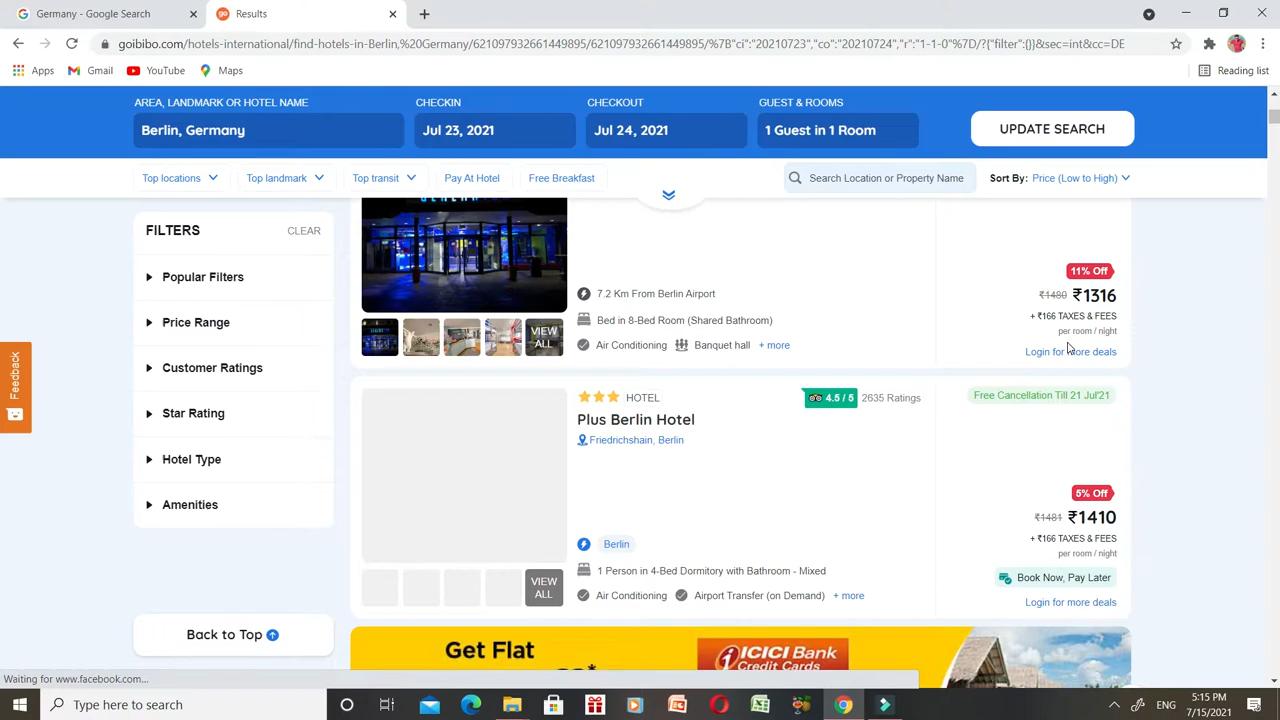 Germany - Google Search
Results
goibibo.com/hotels-international/find-hotels-in-Berlin,%20Germany/6210979326614498​95/621097932661449895/%7B"ci":"20210723","co":"20210724","r":"1-1-0"%7D/?{"filter":{}}&sec=int&cc=DE
Apps
Gmail
YouTube
Maps
Reading list
AREA, LANDMARK OR HOTEL NAME
CHECKIN
CHECKOUT
GUEST & ROOMS
Berlin, Germany
Jul 23, 2021
Jul 24, 2021
1 Guest in 1 Room
UPDATE SEARCH
Top locations
Top landmark
Top transit
Pay At Hotel
Free Breakfast
Search Location or Property Name
Sort By: Price (Low to High)
FILTERS
CLEAR
Popular Filters
Price Range
Customer Ratings
Star Rating
Hotel Type
Amenities
Back to Top
Feedback
VIEW
ALL
7.2 Km From Berlin Airport
Bed in 8-Bed Room (Shared Bathroom)
Air Conditioning
Banquet hall
+ more
11% Off
₹1480 ₹1316
+ ₹166 TAXES & FEES
per room / night
Login for more deals
VIEW
ALL
HOTEL
4.5 / 5
2635 Ratings
Plus Berlin Hotel
Friedrichshain, Berlin
Berlin
1 Person in 4-Bed Dormitory with Bathroom - Mixed
Air Conditioning
Airport Transfer (on Demand)
+ more
Free Cancellation Till 21 Jul'21
5% Off
₹1481 ₹1410
+ ₹166 TAXES & FEES
per room / night
Book Now, Pay Later
Login for more deals
Get Flat
ICICI Bank
Credit Cards
Waiting for www.facebook.com...
Type here to search
ENG
5:15 PM
7/15/2021